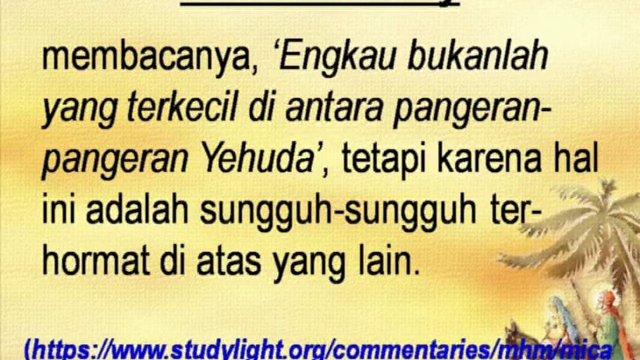 membacanya, ‘Engkau bukanlah
yang terkecil di antara pangeran-
pangeran Yehuda’, tetapi karena hal
ini adalah sungguh-sungguh ter-
hormat di atas yang lain.
(https://www.studylight.org/commentaries/mhm/mica